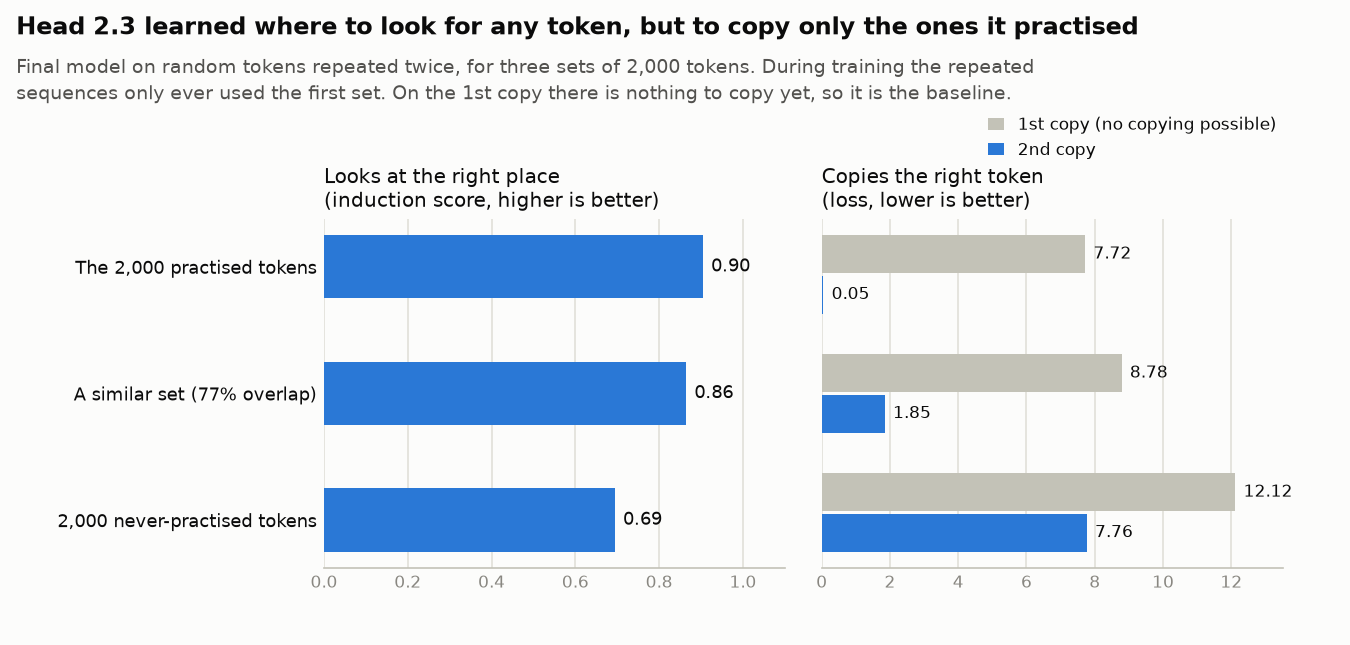 Head 2.3 learned where to look for any token, but to copy only the ones it practised
Final model on random tokens repeated twice, for three sets of 2,000 tokens. During training the repeated
sequences only ever used the first set. On the 1st copy there is nothing to copy yet, so it is the baseline.
1st copy (no copying possible)
2nd copy
Looks at the right place
(induction score, higher is better)
The 2,000 practised tokens
0.90
A similar set (77% overlap)
0.86
2,000 never-practised tokens
0.69
0.0 0.2 0.4 0.6 0.8 1.0
Copies the right token
(loss, lower is better)
7.72
0.05
8.78
1.85
12.12
7.76
0 2 4 6 8 10 12